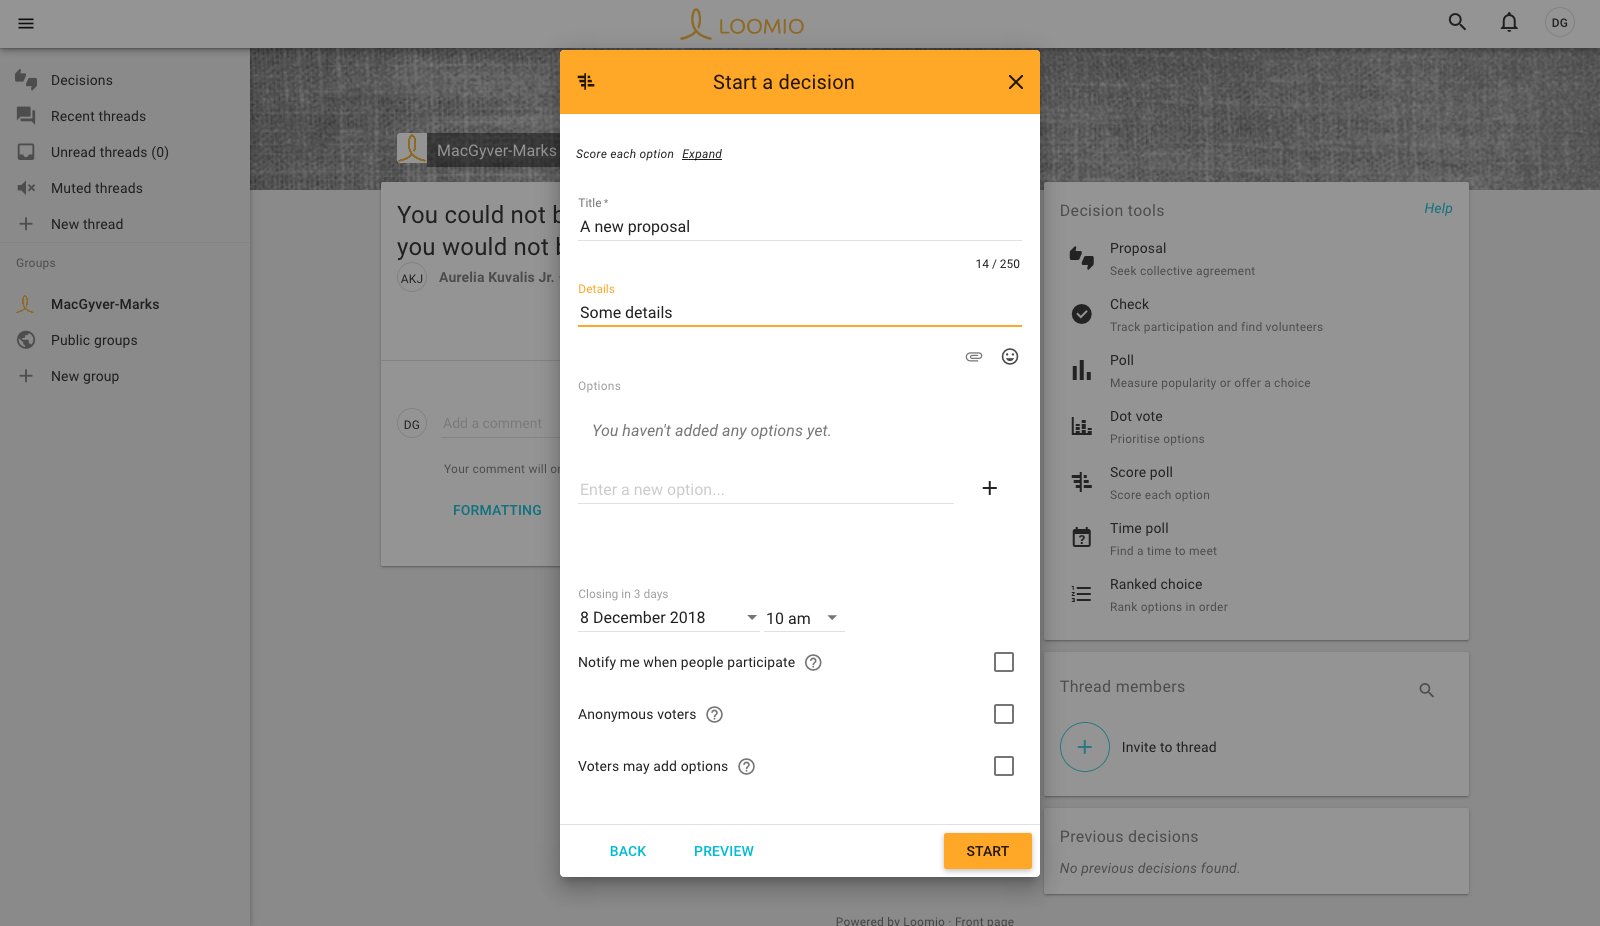 LOOMIO
DG
Decisions
Recent threads
Unread threads (0)
Muted threads
New thread
Groups
MacGyver-Marks
Public groups
New group
MacGyver-Marks
You could not
you would not
AKJ
Aurelia Kuvalis Jr.
DG
Add a comment
Your comment will
FORMATTING
Start a decision
Score each option Expand
Title *
A new proposal
14 / 250
Details
Some details
Options
You haven't added any options yet.
Enter a new option...
Closing in 3 days
8 December 2018
10 am
Notify me when people participate
Anonymous voters
Voters may add options
BACK
PREVIEW
START
Decision tools
Help
Proposal
Seek collective agreement
Check
Track participation and find volunteers
Poll
Measure popularity or offer a choice
Dot vote
Prioritise options
Score poll
Score each option
Time poll
Find a time to meet
Ranked choice
Rank options in order
Thread members
Invite to thread
Previous decisions
No previous decisions found.
Powered by Loomio · Front page